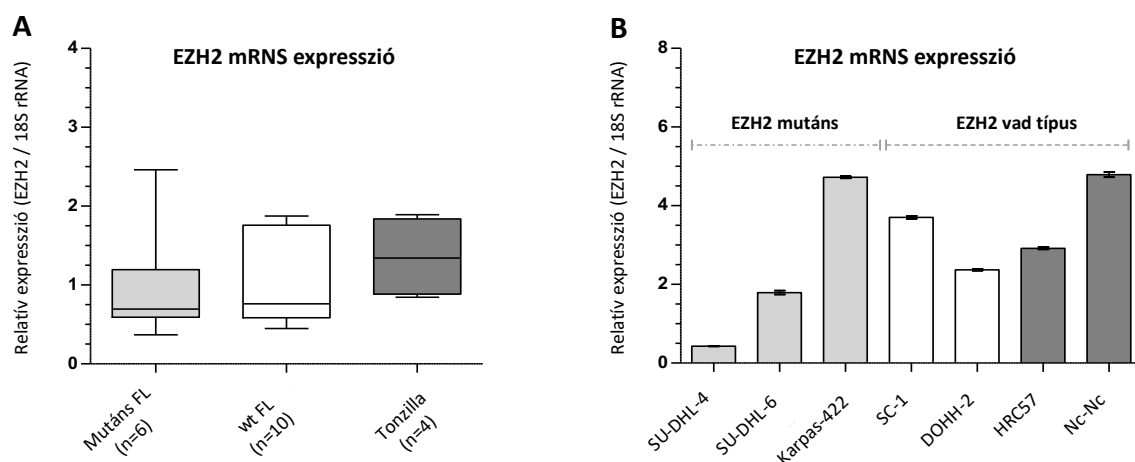 A
EZH2 mRNS expresszió
Relatív expresszió (EZH2 / 18S rRNA)
4
3
2
1
0
Mutáns FL
(n=6)
wt FL
(n=10)
Tonzilla
(n=4)
B
EZH2 mRNS expresszió
Relatív expresszió (EZH2 / 18S rRNA)
8
6
4
2
0
EZH2 mutáns
EZH2 vad típus
SU-DHL-4
SU-DHL-6
Karpas-422
SC-1
DOHH-2
HRC57
Nc-Nc